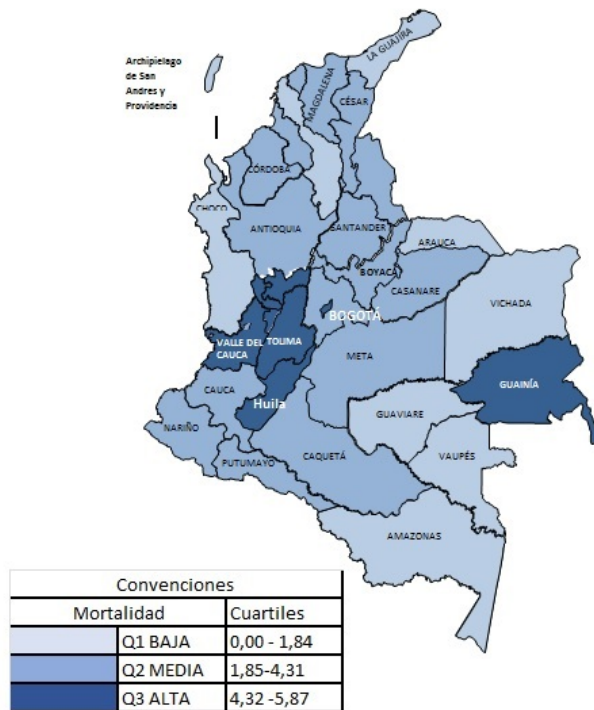 LA GUAJIRA
Archipielago
de San
Andres y
Providencia
MAGDALENA
CÉSAR
CÓRDOBA
CHOCO
ANTIOQUIA
SANTANDER
ARAUCA
BOYACÁ
CASANARE
VICHADA
BOGOTÁ
VALLE DEL
CAUCA
TOLIMA
META
GUAINÍA
CAUCA
Huila
GUAVIARE
NARIÑO
CAQUETÁ
VAUPÉS
PUTUMAYO
AMAZONAS
Convenciones
Mortalidad Cuartiles
Q1 BAJA 0,00 - 1,84
Q2 MEDIA 1,85-4,31
Q3 ALTA 4,32 -5,87